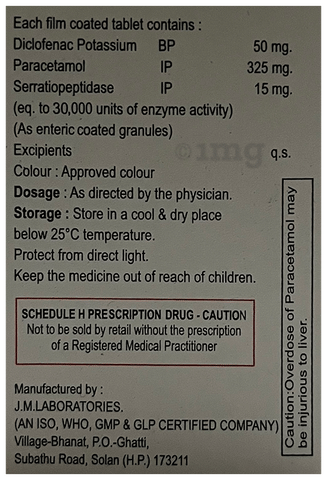 Each film coated tablet contains :
Diclofenac Potassium BP 50 mg.
Paracetamol IP 325 mg.
Serratiopeptidase IP 15 mg.
(eq. to 30,000 units of enzyme activity)
(As enteric coated granules)
Excipients q.s.
Colour : Approved colour
Dosage : As directed by the physician.
Storage : Store in a cool & dry place
below 25°C temperature.
Protect from direct light.
Keep the medicine out of reach of children.
SCHEDULE H PRESCRIPTION DRUG - CAUTION
Not to be sold by retail without the prescription
of a Registered Medical Practitioner
Manufactured by :
J.M.LABORATORIES.
(AN ISO, WHO, GMP & GLP CERTIFIED COMPANY)
Village-Bhanat, P.O.-Ghatti,
Subathu Road, Solan (H.P.) 173211
Caution:Overdose of Paracetamol may
be injurious to liver.
1mg